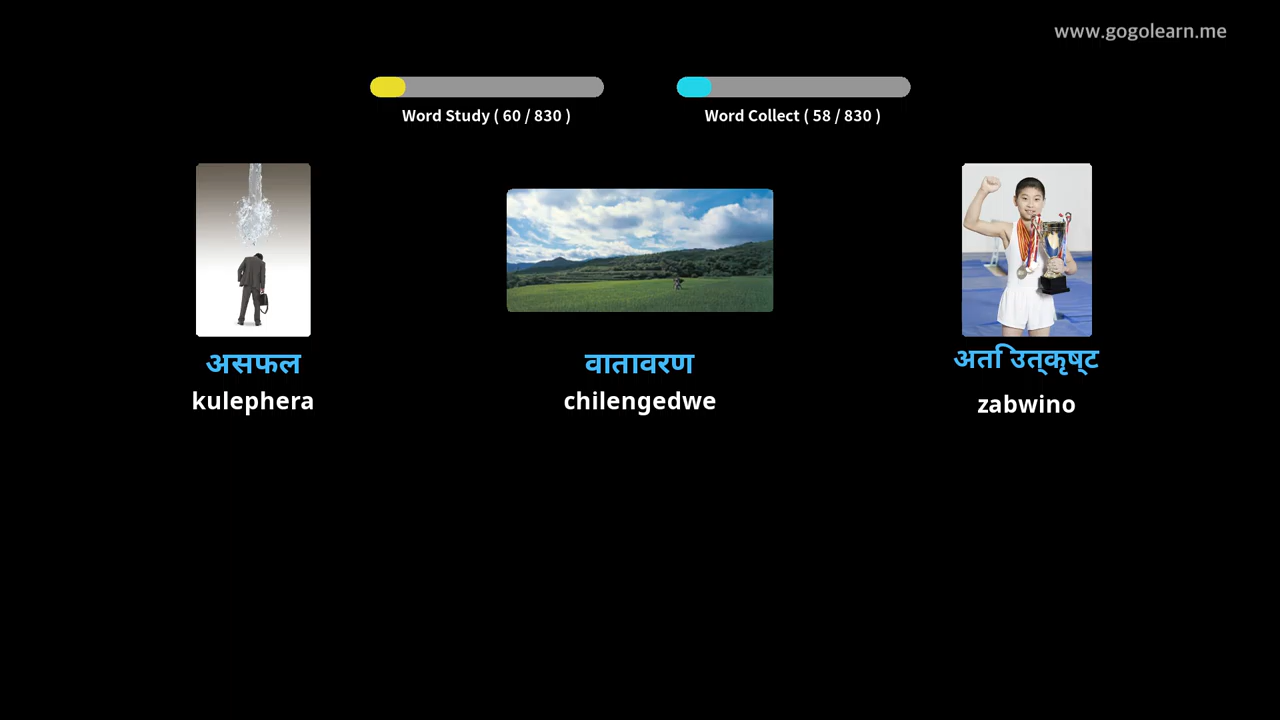 www.gogolearn.me
Word Study ( 60 / 830 )
Word Collect ( 58 / 830 )
असफल
वातावरण
अता िउत्कृष्ट
kulephera
chilengedwe
zabwino